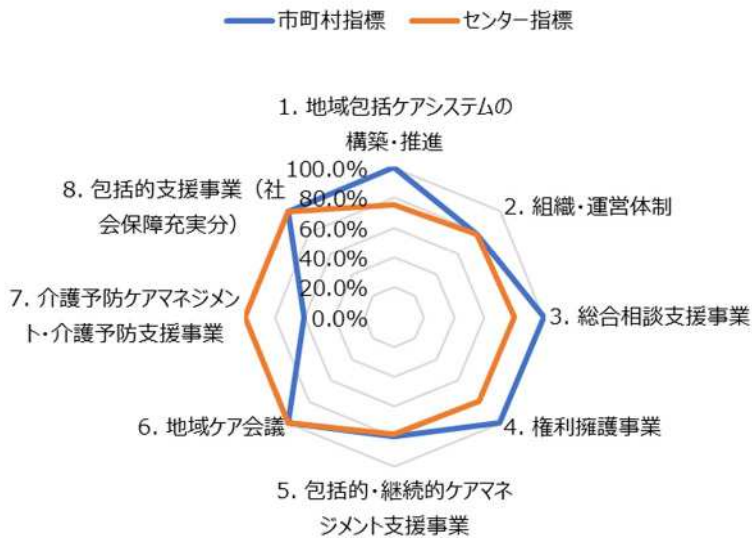 市町村指標 センター指標
1. 地域包括ケアシステムの
構築・推進
100.0%
80.0%
60.0%
40.0%
20.0%
0.0%
2. 組織・運営体制
3. 総合相談支援事業
4. 権利擁護事業
5. 包括的・継続的ケアマネ
ジメント支援事業
6. 地域ケア会議
7. 介護予防ケアマネジメン
ト・介護予防支援事業
8. 包括的支援事業（社
会保障充実分）